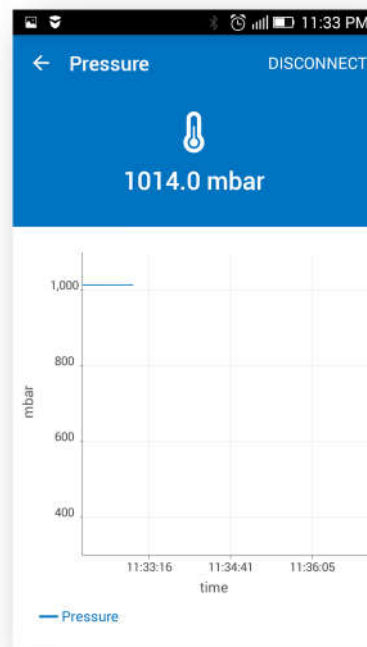 11:33 PM
Pressure DISCONNECT
1014.0 mbar
1,000
800
600
400
mbar
11:33:16 11:34:41 11:36:05
time
Pressure